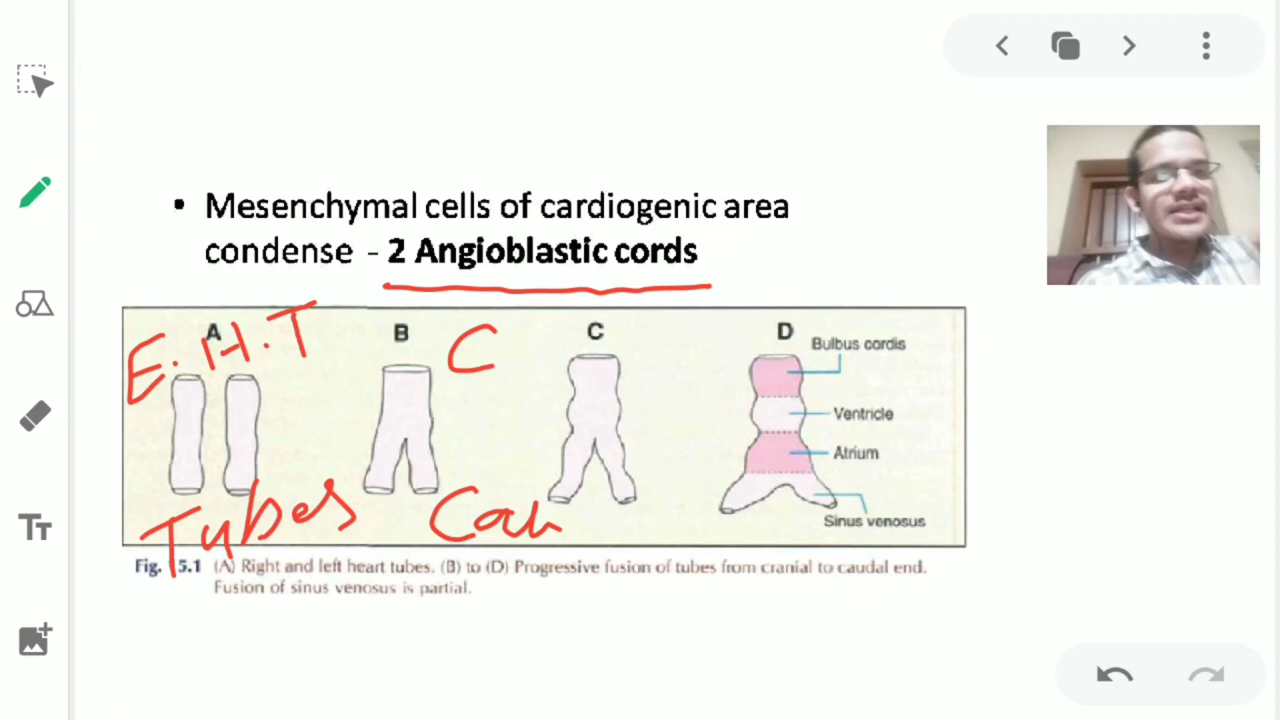 • Mesenchymal cells of cardiogenic area
condense - 2 Angioblastic cords
E.H.T
A B C C D
Bulbus cordis
Ventricle
Atrium
Sinus venosus
Tubes
Fig. 5.1 (A) Right and left heart tubes. (B) to (D) Progressive fusion of tubes from cranial to caudal end.
Fusion of sinus venosus is partial.
TT